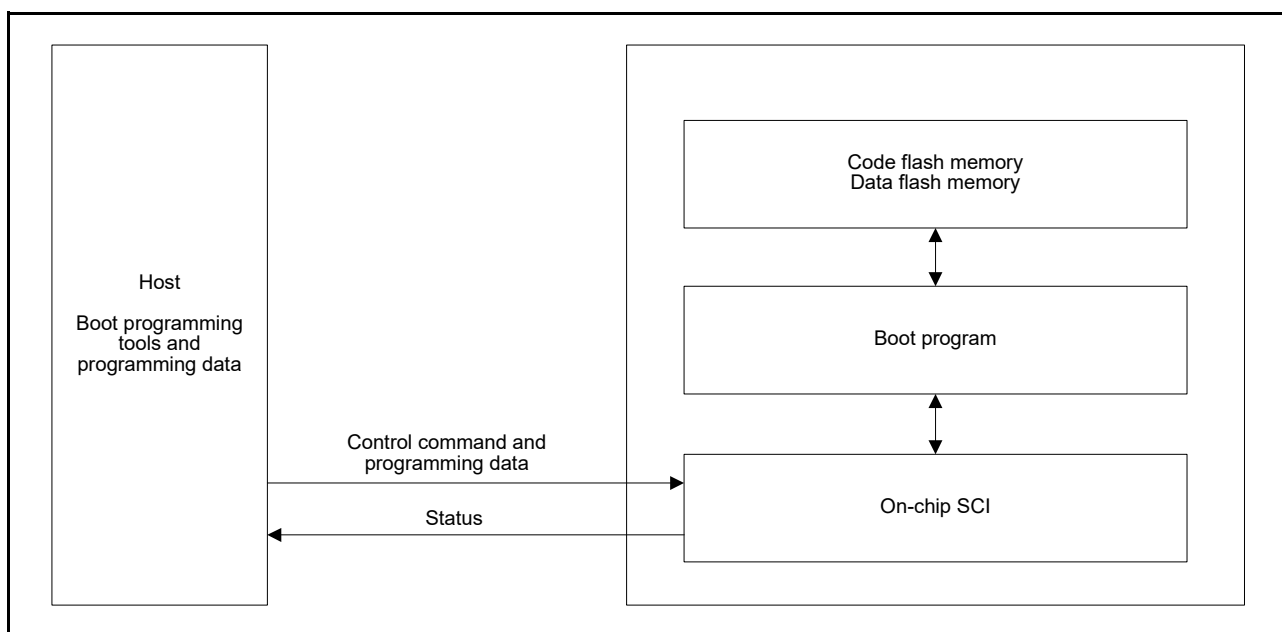 Host
Boot programming
tools and
programming data
Control command and
programming data
Status
Code flash memory
Data flash memory
Boot program
On-chip SCI